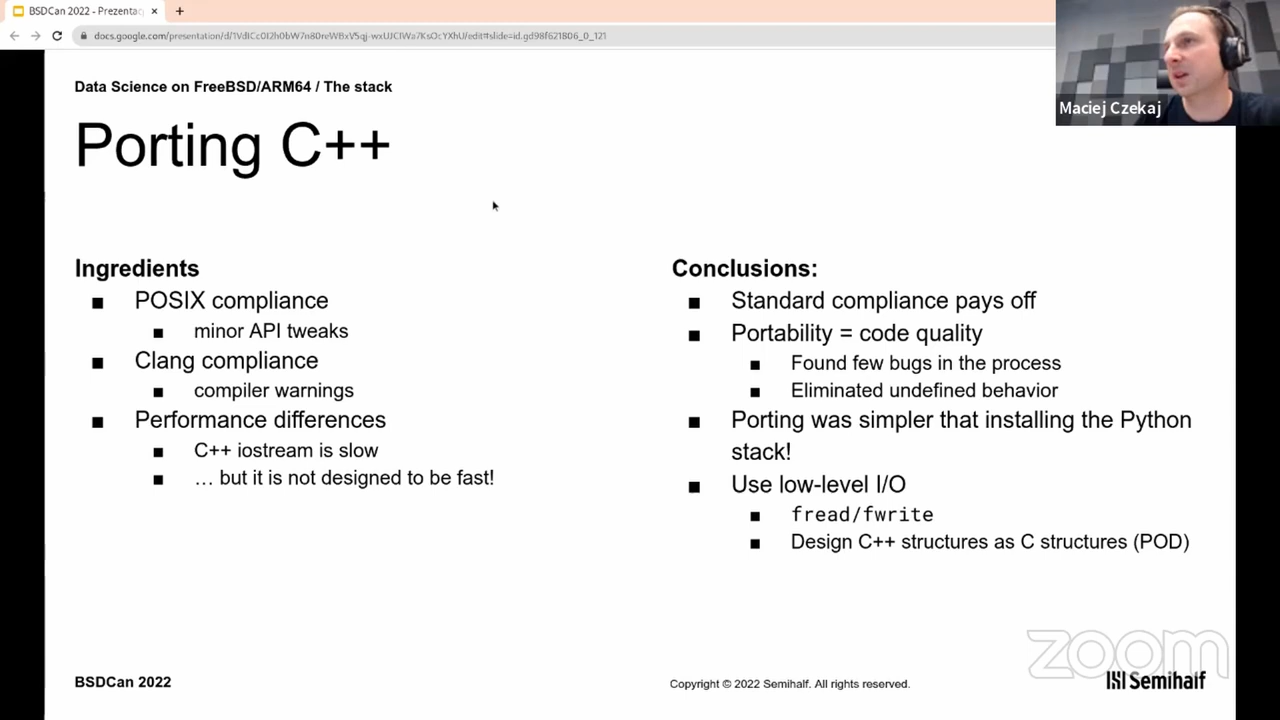 BSDCan 2022 - Prezentac
docs.google.com/presentation/d/1VdICc0I2h0bW7n80reWBxV5qj-wxUJCIWa7KsOcYXhU/edit#slide=id.gd98f621806_0_121
Maciej Czekaj
Data Science on FreeBSD/ARM64 / The stack
Porting C++
Ingredients
■ POSIX compliance
■ minor API tweaks
■ Clang compliance
■ compiler warnings
■ Performance differences
■ C++ iostream is slow
■ … but it is not designed to be fast!
Conclusions:
■ Standard compliance pays off
■ Portability = code quality
■ Found few bugs in the process
■ Eliminated undefined behavior
■ Porting was simpler that installing the Python
stack!
■ Use low-level I/O
■ fread/fwrite
■ Design C++ structures as C structures (POD)
zoom
BSDCan 2022
Copyright © 2022 Semihalf. All rights reserved.
Semihalf